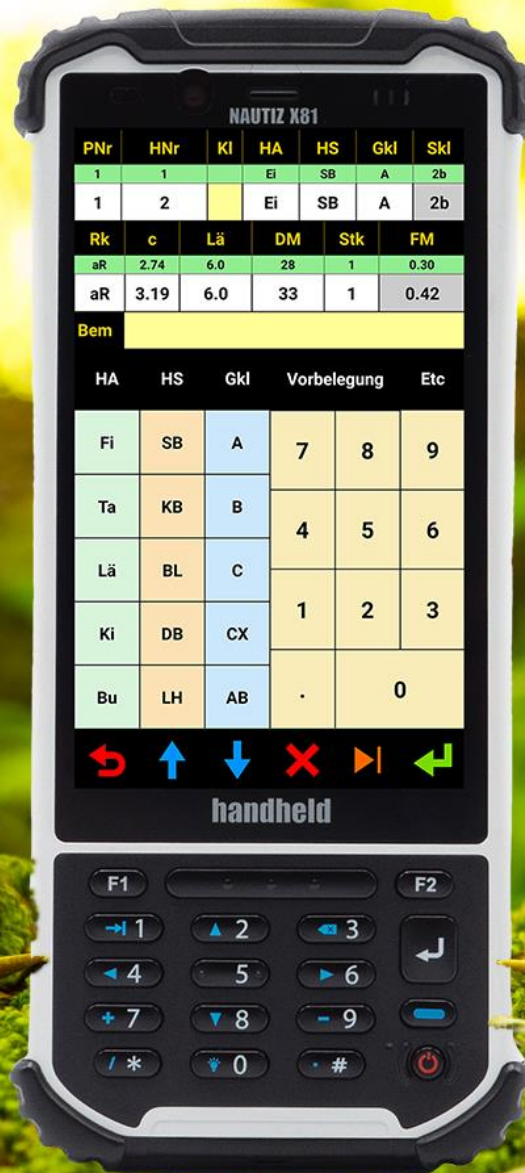 NAUTIZ X81
PNr HNr Kl HA HS Gkl Skl
1 1 Ei SB A 2b
1 2 Ei SB A 2b
Rk c Lä DM Stk FM
aR 2.74 6.0 28 1 0.30
aR 3.19 6.0 33 1 0.42
Bem
HA HS Gkl Vorbelegung Etc
Fi SB A 7 8 9
Ta KB B 4 5 6
Lä BL C
Ki DB CX 1 2 3
Bu LH AB . 0
handheld
F1 F2
1 2 3
4 5 6
+ 7 8 - 9
/ * 0 . #